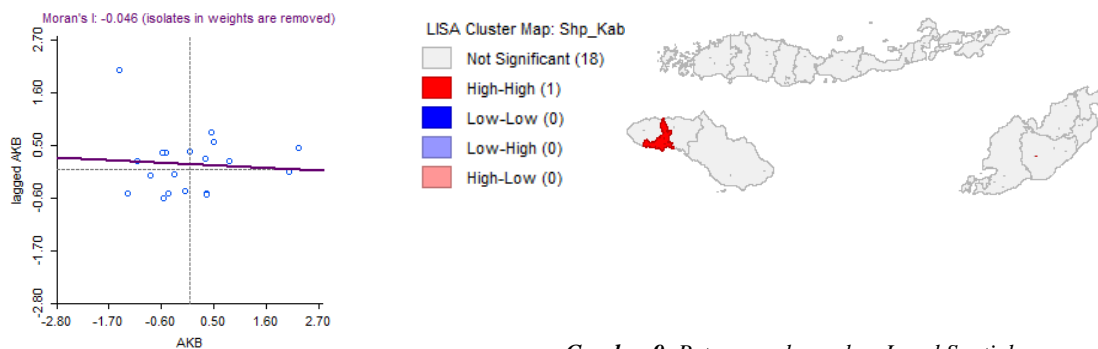 Moran's I: -0.046 (isolates in weights are removed)
2.70
1.60
0.50
-0.60
-1.70
-2.80
lagged AKB
-2.80 -1.70 -0.60 0.50 1.60 2.70
AKB
LISA Cluster Map: Shp_Kab
Not Significant (18)
High-High (1)
Low-Low (0)
Low-High (0)
High-Low (0)